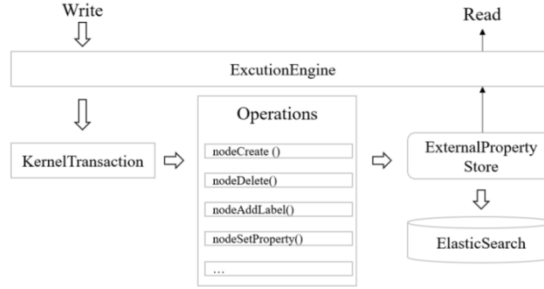 Write
Read
ExcutionEngine
KernelTransaction
Operations
nodeCreate ()
nodeDelete()
nodeAddLabel()
nodeSetProperty()
...
ExternalProperty
Store
ElasticSearch